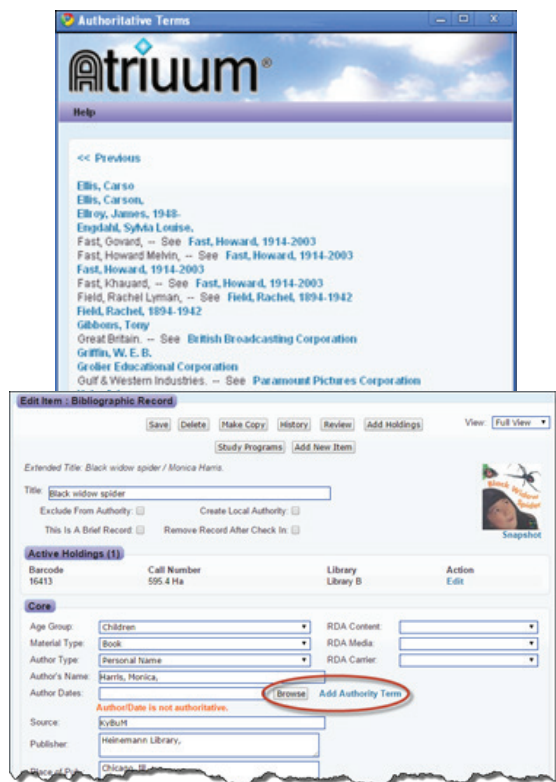 Authoritative Terms
Atriuum®
Help
<< Previous
Ellis, Carso
Ellis, Carson,
Ellroy, James, 1948-
Engdahl, Sylvia Louise.
Fast, Govard, -- See Fast, Howard, 1914-2003
Fast, Howard Melvin, -- See Fast, Howard, 1914-2003
Fast, Howard, 1914-2003
Fast, Khauard, -- See Fast, Howard, 1914-2003
Field, Rachel Lyman, -- See Field, Rachel, 1894-1942
Field, Rachel, 1894-1942
Gibbons, Tony
Great Britain. -- See British Broadcasting Corporation
Griffin, W. E. B.
Grolier Educational Corporation
Gulf & Western Industries. -- See Paramount Pictures Corporation
Edit Item : Bibliographic Record
Save Delete Make Copy History Review Add Holdings View: Full View
Study Programs Add New Item
Extended Title: Black widow spider / Monica Harris.
Title: Black widow spider
Black Widow Spider
Exclude From Authority: Create Local Authority:
This Is A Brief Record: Remove Record After Check In:
Snapshot
Active Holdings (1)
Barcode Call Number Library Action
16413 595.4 Ha Library B Edit
Core
Age Group: Children RDA Content:
Material Type: Book RDA Media:
Author Type: Personal Name RDA Carrier:
Author's Name: Harris, Monica,
Author Dates: Browse Add Authority Term
Author/Date is not authoritative.
Source: KyBuM
Publisher: Heinemann Library,
Place of Pub Chicago,